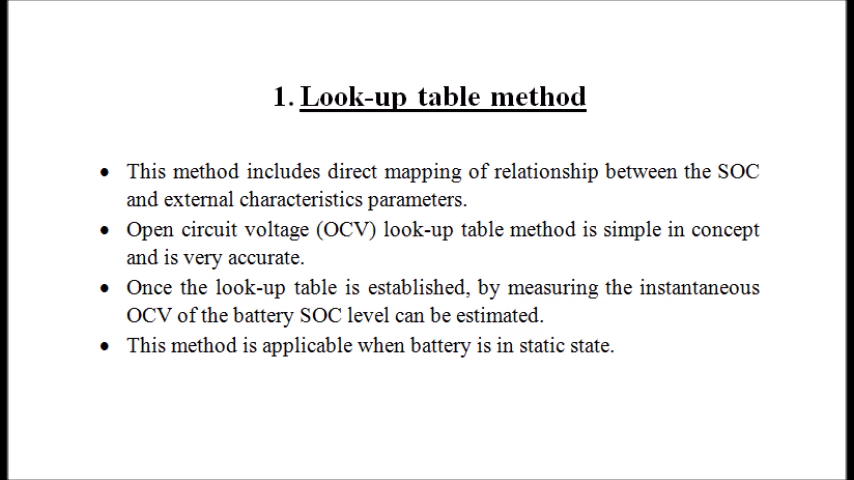 1. Look-up table method
• This method includes direct mapping of relationship between the SOC
and external characteristics parameters.
• Open circuit voltage (OCV) look-up table method is simple in concept
and is very accurate.
• Once the look-up table is established, by measuring the instantaneous
OCV of the battery SOC level can be estimated.
• This method is applicable when battery is in static state.